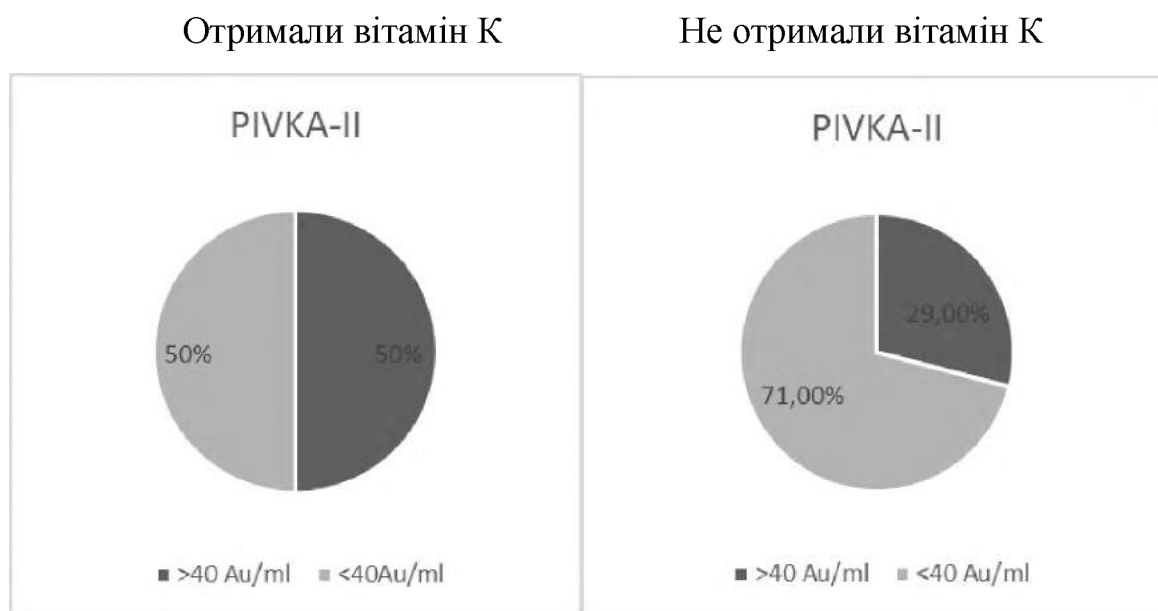 Отримали вітамін К
Не отримали вітамін К
PIVKA-II
50%
50%
>40 Au/ml <40Au/ml
PIVKA-II
29,00%
71,00%
>40 Au/ml <40 Au/ml